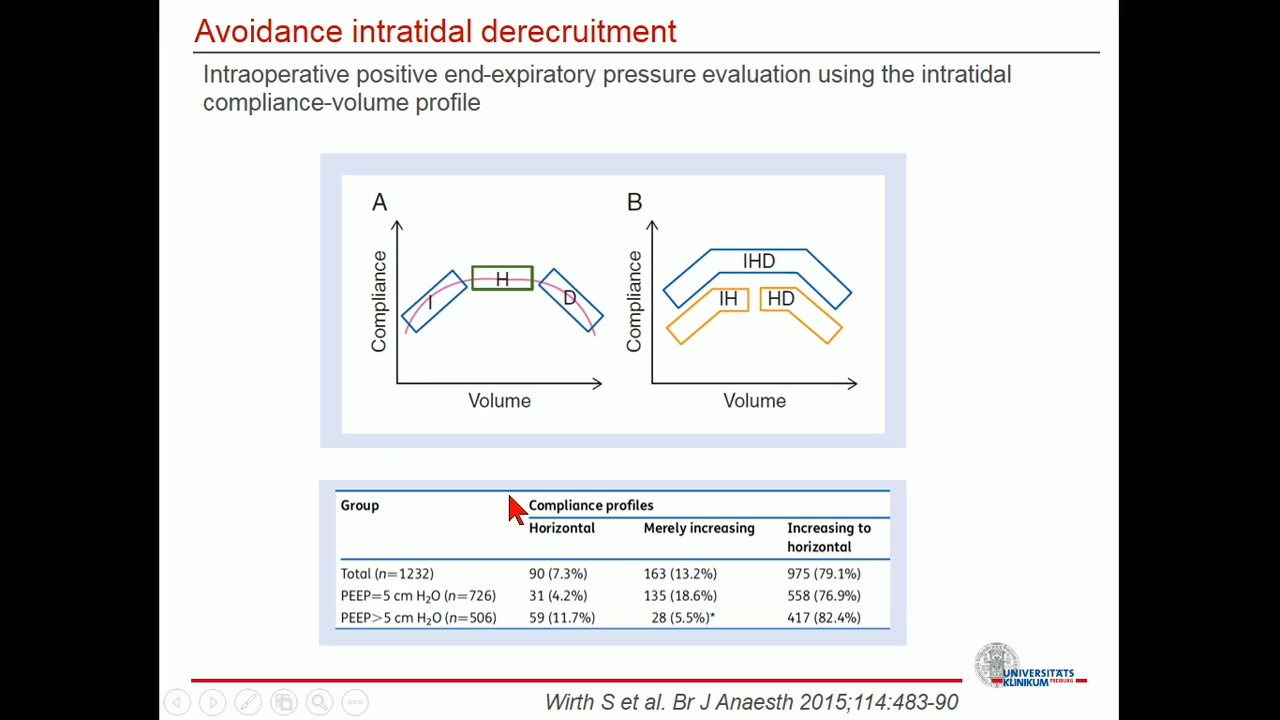 Avoidance intratidal derecruitment
Intraoperative positive end-expiratory pressure evaluation using the intratidal
compliance-volume profile
A
Compliance
I
H
D
Volume
B
Compliance
IHD
IH
HD
Volume
Group
Compliance profiles
Horizontal
Merely increasing
Increasing to
horizontal
Total (n=1232) 90 (7.3%) 163 (13.2%) 975 (79.1%)
PEEP=5 cm H₂O (n=726) 31 (4.2%) 135 (18.6%) 558 (76.9%)
PEEP>5 cm H₂O (n=506) 59 (11.7%) 28 (5.5%)* 417 (82.4%)
UNIVERSITÄTS
KLINIKUM FREIBURG
Wirth S et al. Br J Anaesth 2015;114:483-90